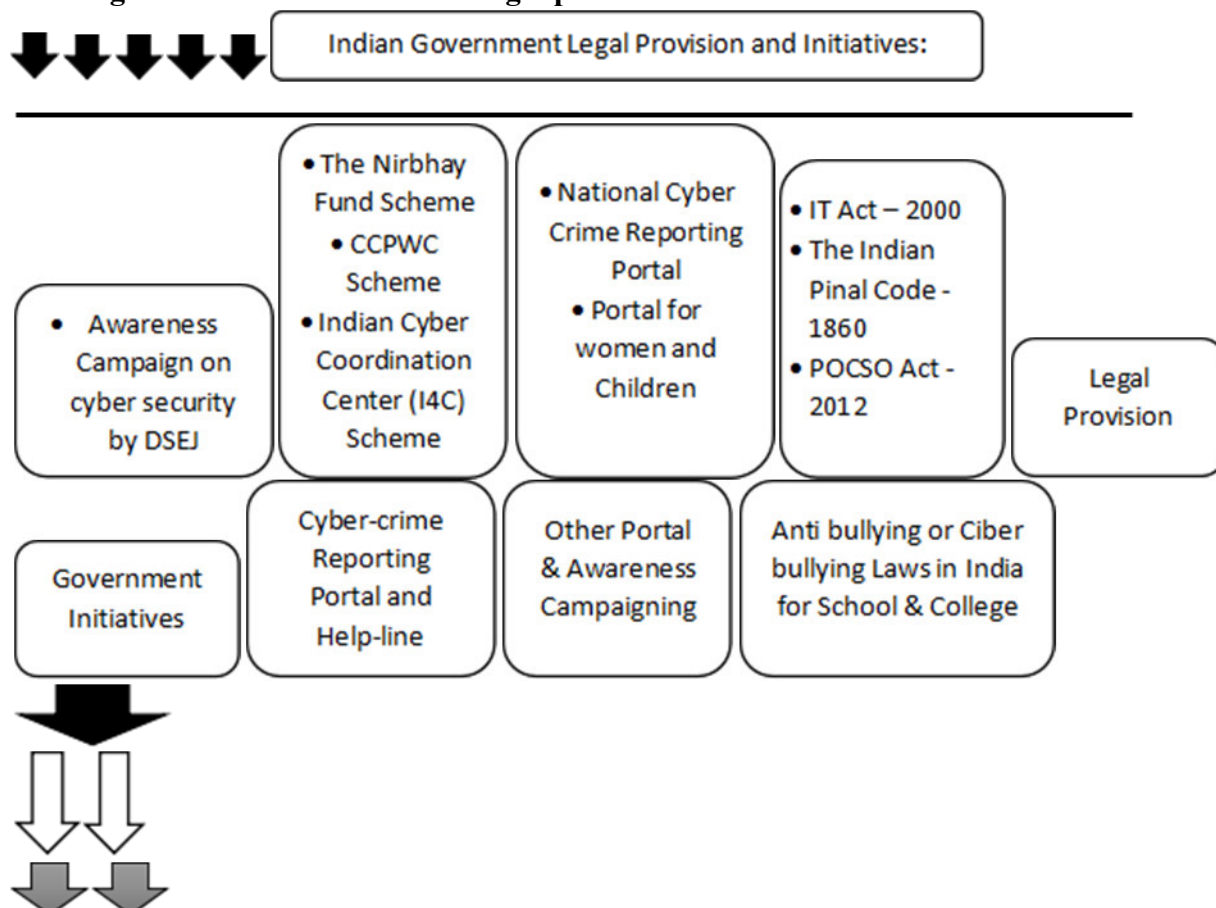 Indian Government Legal Provision and Initiatives:
• Awareness
Campaign on
cyber security
by DSEJ
• The Nirbhay
Fund Scheme
• CCPWC
Scheme
• Indian Cyber
Coordination
Center (I4C)
Scheme
• National Cyber
Crime Reporting
Portal
• Portal for
women and
Children
• IT Act – 2000
• The Indian
Pinal Code -
1860
• POCSO Act -
2012
Legal
Provision
Government
Initiatives
Cyber-crime
Reporting
Portal and
Help-line
Other Portal
& Awareness
Campaigning
Anti bullying or Ciber
bullying Laws in India
for School & College